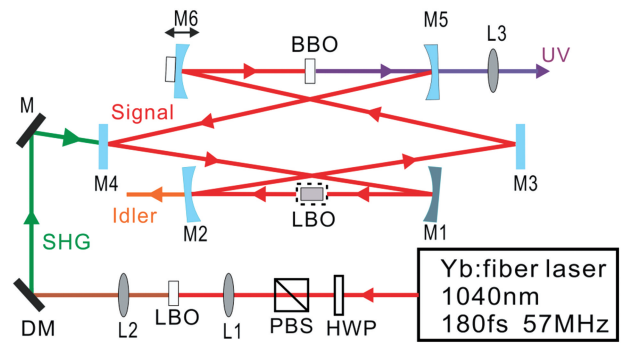 M6
M5
L3
BBO
UV
M
Signal
M4
M3
Idler
M2
LBO
M1
SHG
Yb:fiber laser
1040nm
180fs 57MHz
DM
L2
LBO
L1
PBS
HWP